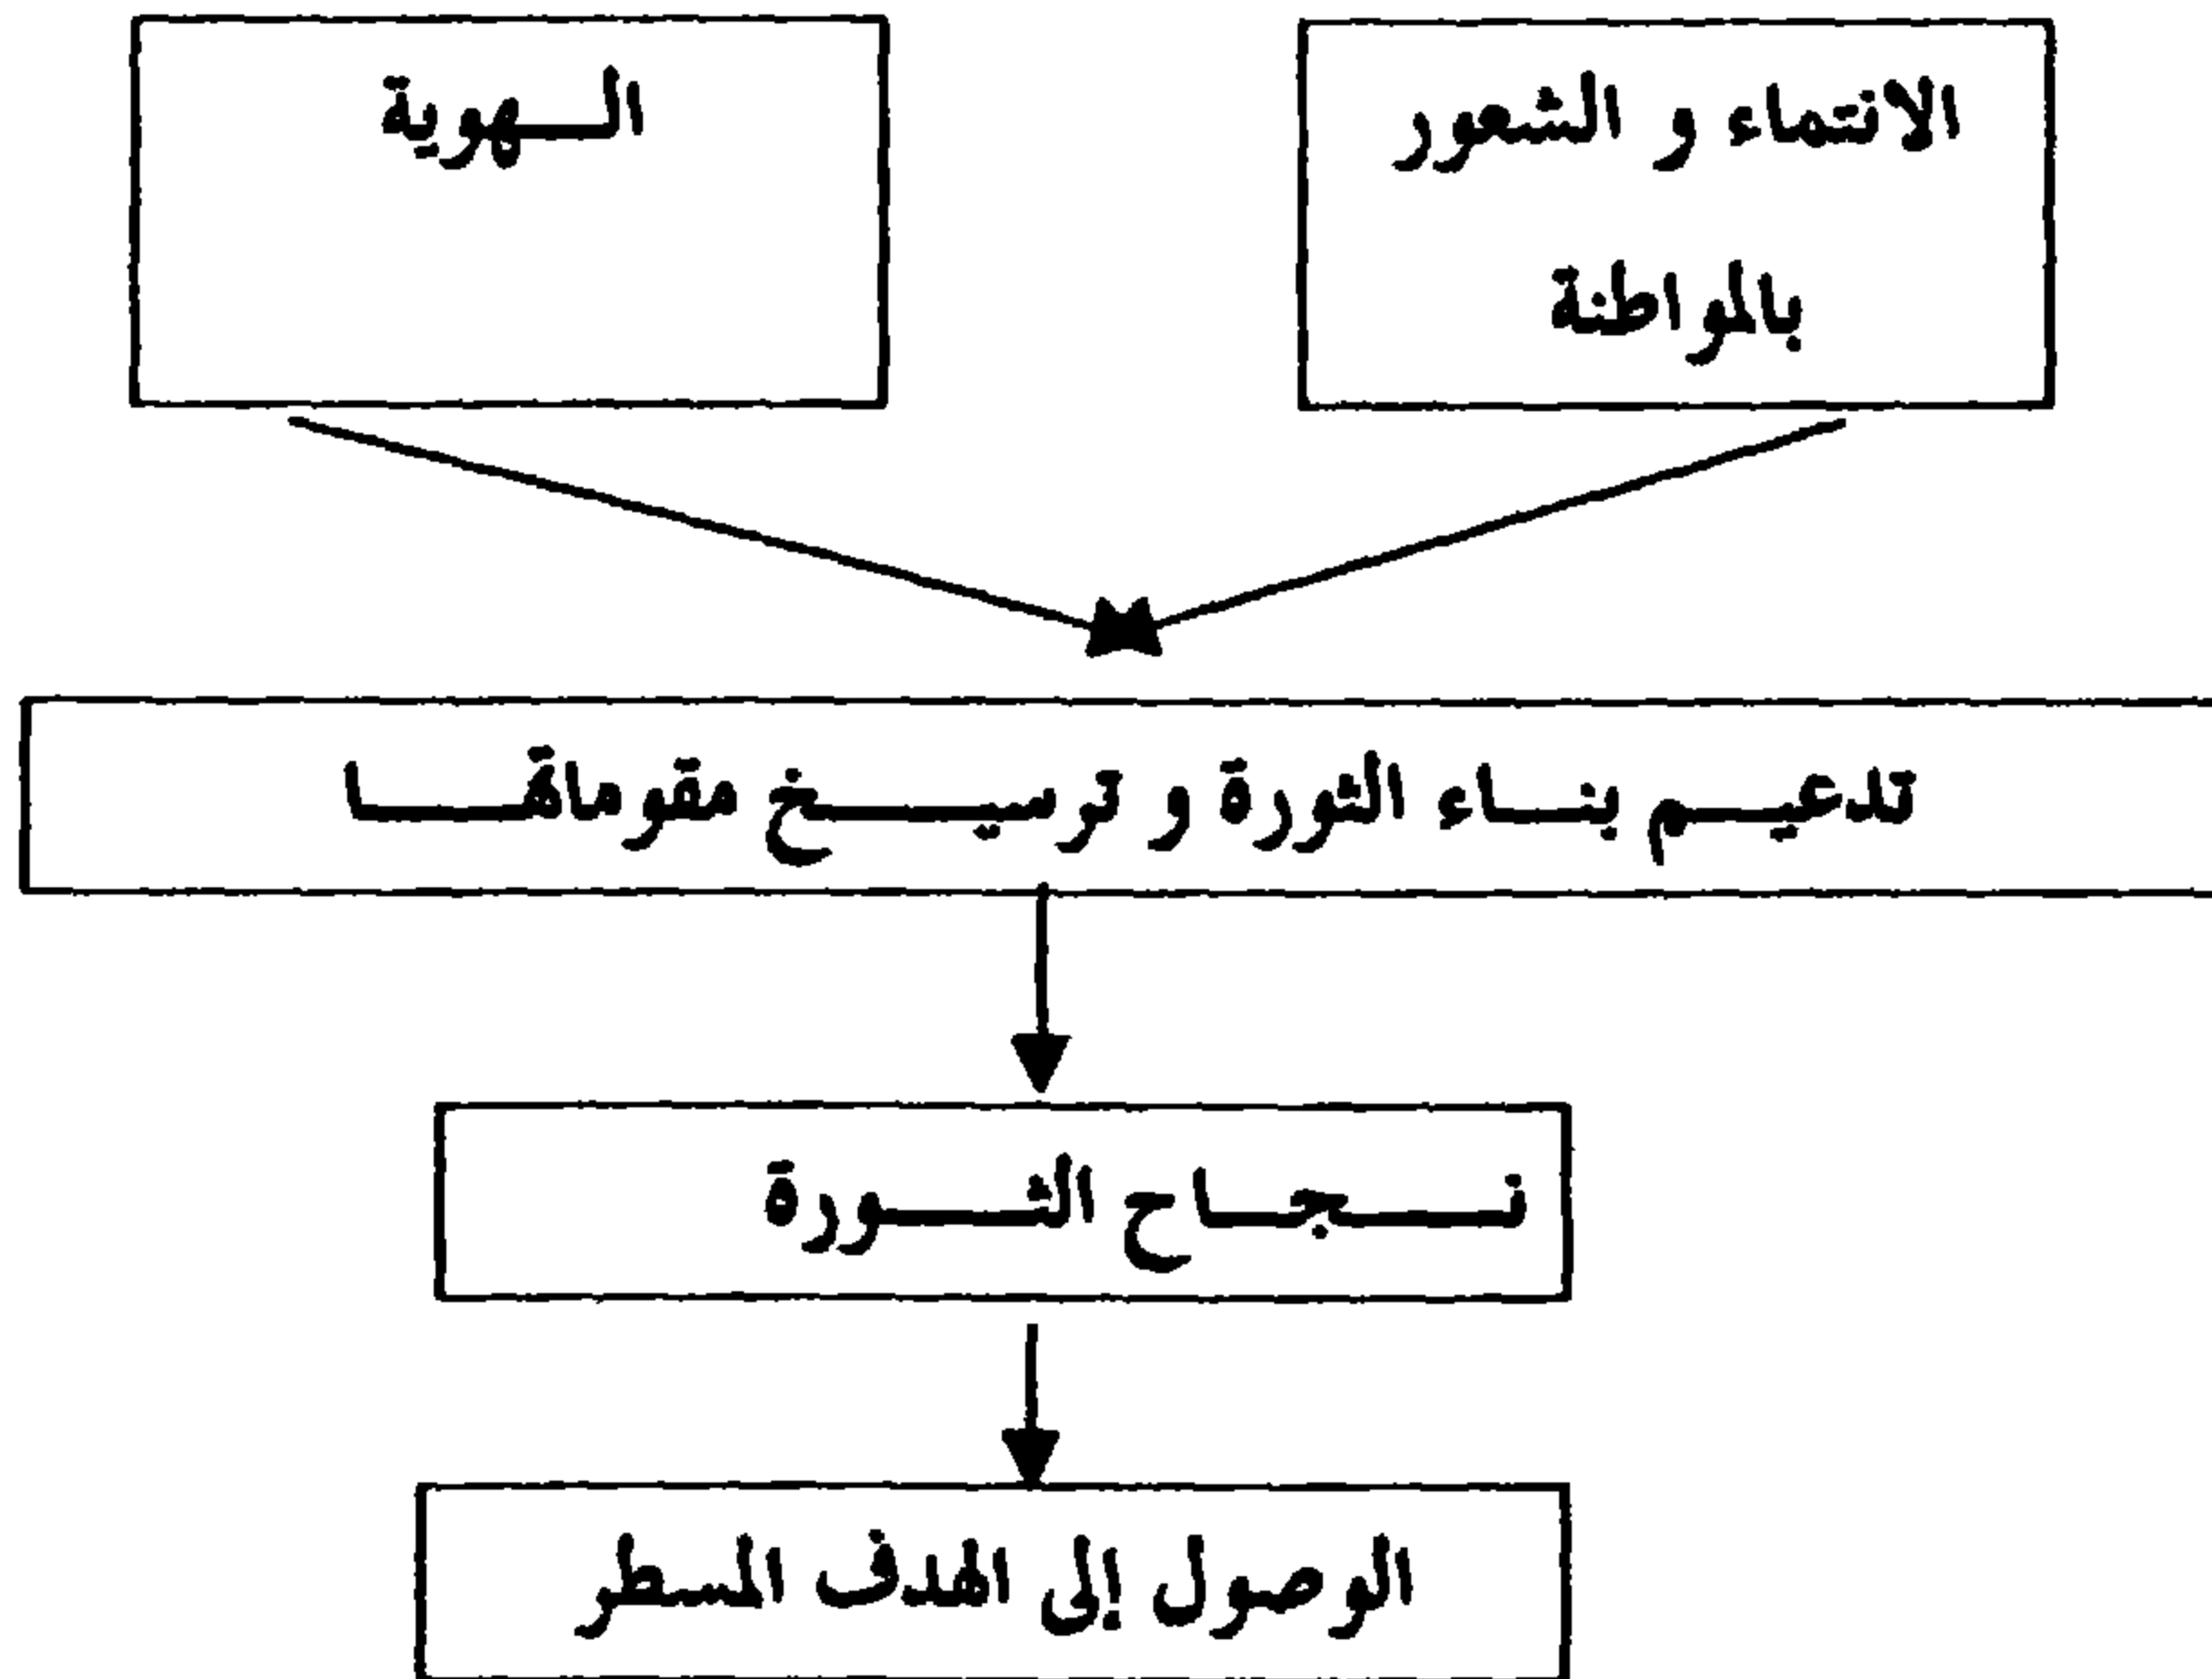 الانتماء و الشعور
بالمواطنة
الهوية
تدعيم بناء الثورة و ترسيخ مقوماتها
نجاح الثورة
الوصول إلى الهدف المسطر